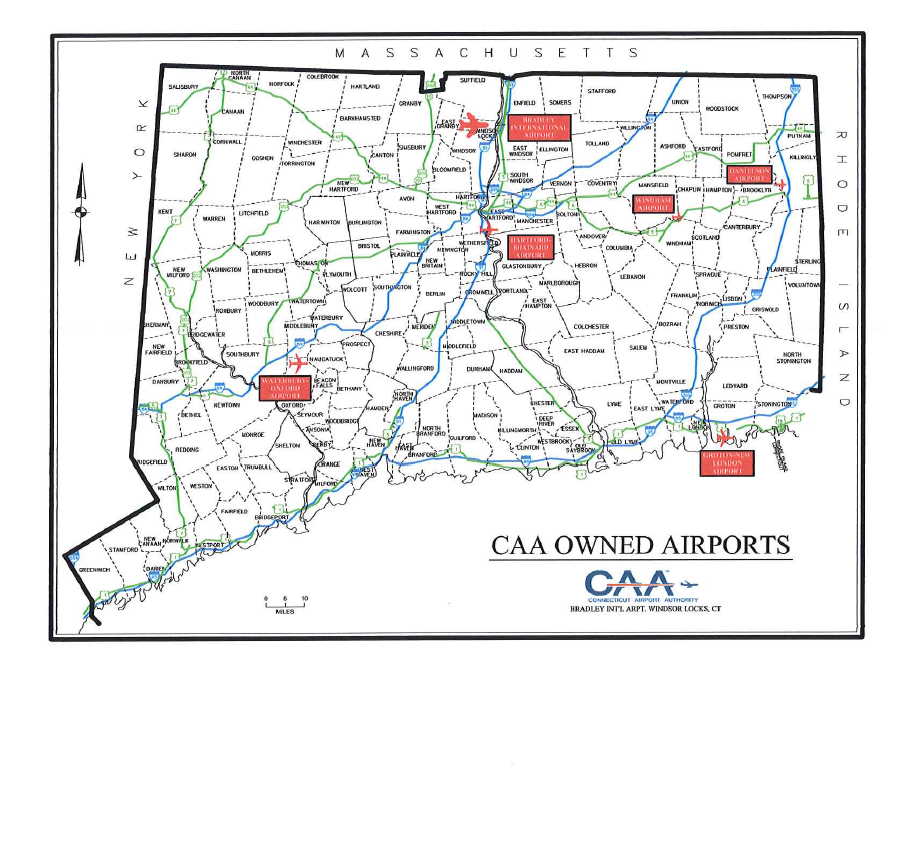 MASSACHUSETTS
NEW YORK
RHODE ISLAND
NORTH
CANAAN
COLEBROOK
SUFFIELD
SALISBURY
NORFOLK
HARTLAND
STAFFORD
UNION
THOMPSON
CANAAN
GRANBY
ENFIELD
SOMERS
WOODSTOCK
BARKHAMSTED
EAST
GRANBY
BRADLEY
INTERNATIONAL
AIRPORT
PUTNAM
CORNWALL
WINCHESTER
SIMSBURY
WINDSOR
EAST
WINDSOR
ELLINGTON
TOLLAND
ASHFORD
EASTFORD
POMFRET
KILLINGLY
SHARON
GOSHEN
TORRINGTON
CANTON
BLOOMFIELD
SOUTH
WINDSOR
VERNON
COVENTRY
MANSFIELD
CHAPLIN
HAMPTON
BROOKLYN
DANIELSON
AIRPORT
NEW
HARTFORD
AVON
WEST
HARTFORD
HARTFORD
EAST
HARTFORD
MANCHESTER
BOLTON
WINDHAM
AIRPORT
KENT
WARREN
LITCHFIELD
HARWINTON
BURLINGTON
FARMINGTON
ANDOVER
COLUMBIA
WINDHAM
SCOTLAND
CANTERBURY
BRISTOL
PLAINVILLE
NEW
BRITAIN
NEWINGTON
WETHERSFIELD
HARTFORD-
BRAINARD
AIRPORT
GLASTONBURY
HEBRON
LEBANON
SPRAGUE
PLAINFIELD
STERLING
MORRIS
BETHLEHEM
THOMASTON
PLYMOUTH
WASHINGTON
NEW
MILFORD
WOLCOTT
SOUTHINGTON
BERLIN
ROCKY HILL
CROMWELL
PORTLAND
MARLBOROUGH
EAST
HAMPTON
FRANKLIN
NORWICH
LISBON
GRISWOLD
ROXBURY
WOODBURY
WATERTOWN
WATERBURY
MIDDLEBURY
CHESHIRE
MERIDEN
MIDDLETOWN
MIDDLEFIELD
COLCHESTER
BOZRAH
PRESTON
BRIDGEWATER
PROSPECT
NEW
FAIRFIELD
BROOKFIELD
SOUTHBURY
NAUGATUCK
WALLINGFORD
DURHAM
HADDAM
EAST HADDAM
SALEM
NORTH
STONINGTON
DANBURY
WATERBURY-
OXFORD
AIRPORT
BEACON
FALLS
BETHANY
MONTVILLE
LEDYARD
BETHEL
NEWTOWN
OXFORD
SEYMOUR
WOODBRIDGE
HAMDEN
NORTH
HAVEN
MADISON
CHESTER
DEEP
RIVER
LYME
EAST LYME
WATERFORD
GROTON
STONINGTON
REDDING
MONROE
ANSONIA
DERBY
SHELTON
NEW
HAVEN
EAST
HAVEN
NORTH
BRANFORD
BRANFORD
GUILFORD
KILLINGWORTH
CLINTON
WESTBROOK
ESSEX
OLD
SAYBROOK
OLD LYME
GROTON-NEW
LONDON
AIRPORT
RIDGEFIELD
EASTON
TRUMBULL
ORANGE
WEST
HAVEN
STRATFORD
MILFORD
WILTON
WESTON
FAIRFIELD
BRIDGEPORT
NEW
CANAAN
NORWALK
WESTPORT
STAMFORD
DARIEN
GREENWICH
0 5 10
MILES
CAA OWNED AIRPORTS
CAA
CONNECTICUT AIRPORT AUTHORITY
BRADLEY INT'L ARPT. WINDSOR LOCKS, CT